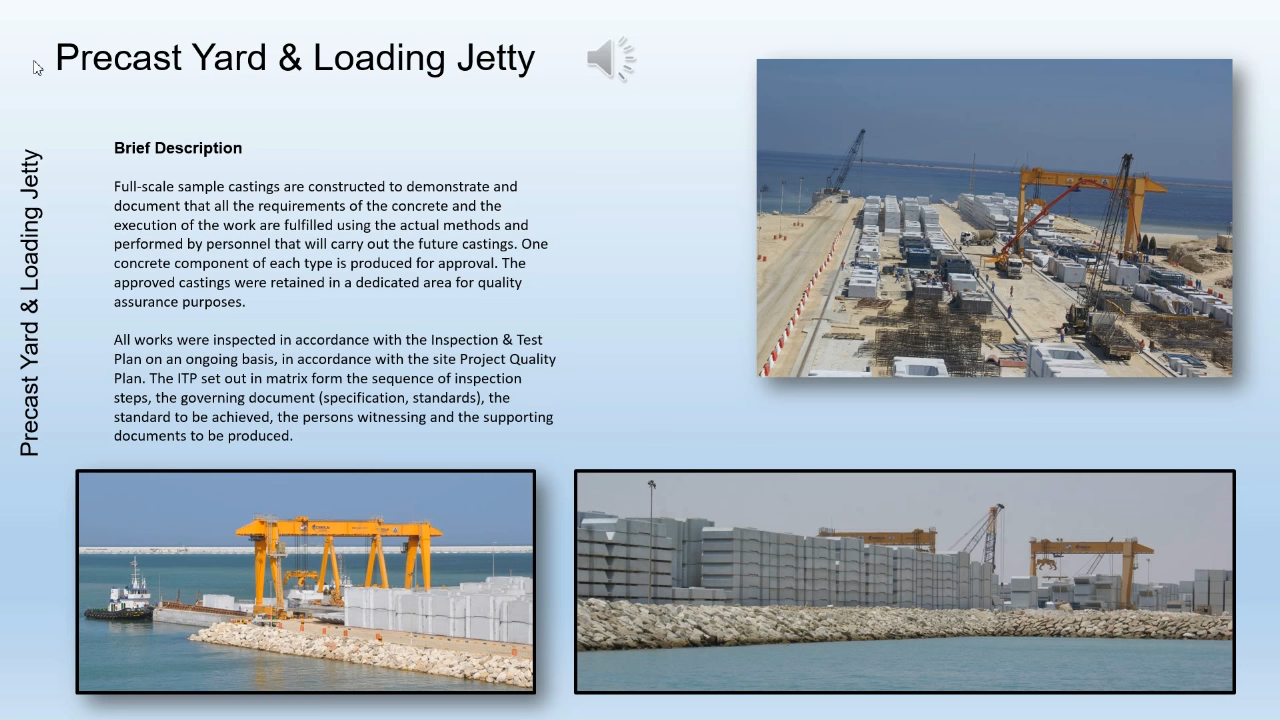 Precast Yard & Loading Jetty
Precast Yard & Loading Jetty
Brief Description
Full-scale sample castings are constructed to demonstrate and
document that all the requirements of the concrete and the
execution of the work are fulfilled using the actual methods and
performed by personnel that will carry out the future castings. One
concrete component of each type is produced for approval. The
approved castings were retained in a dedicated area for quality
assurance purposes.
All works were inspected in accordance with the Inspection & Test
Plan on an ongoing basis, in accordance with the site Project Quality
Plan. The ITP set out in matrix form the sequence of inspection
steps, the governing document (specification, standards), the
standard to be achieved, the persons witnessing and the supporting
documents to be produced.